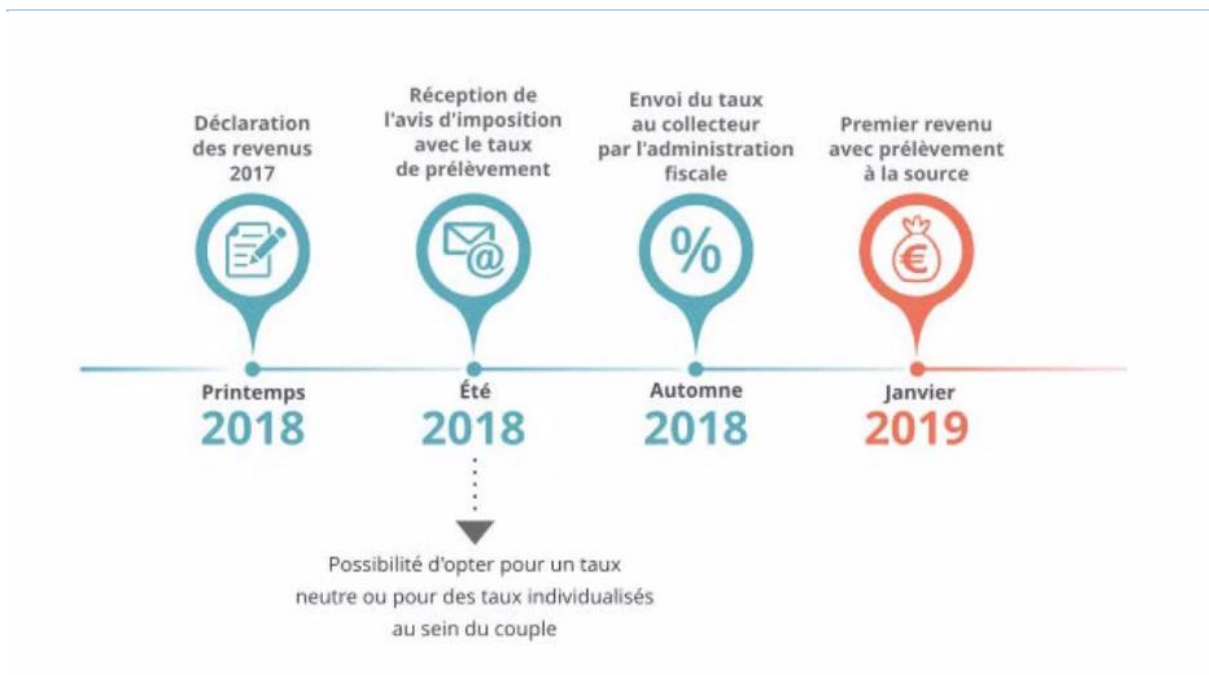 Déclaration
des revenus
2017
Réception de
l'avis d'imposition
avec le taux
de prélèvement
Envoi du taux
au collecteur
par l'administration
fiscale
Premier revenu
avec prélèvement
à la source
@
%
€
Printemps
2018
Été
2018
Automne
2018
Janvier
2019
Possibilité d'opter pour un taux
neutre ou pour des taux individualisés
au sein du couple